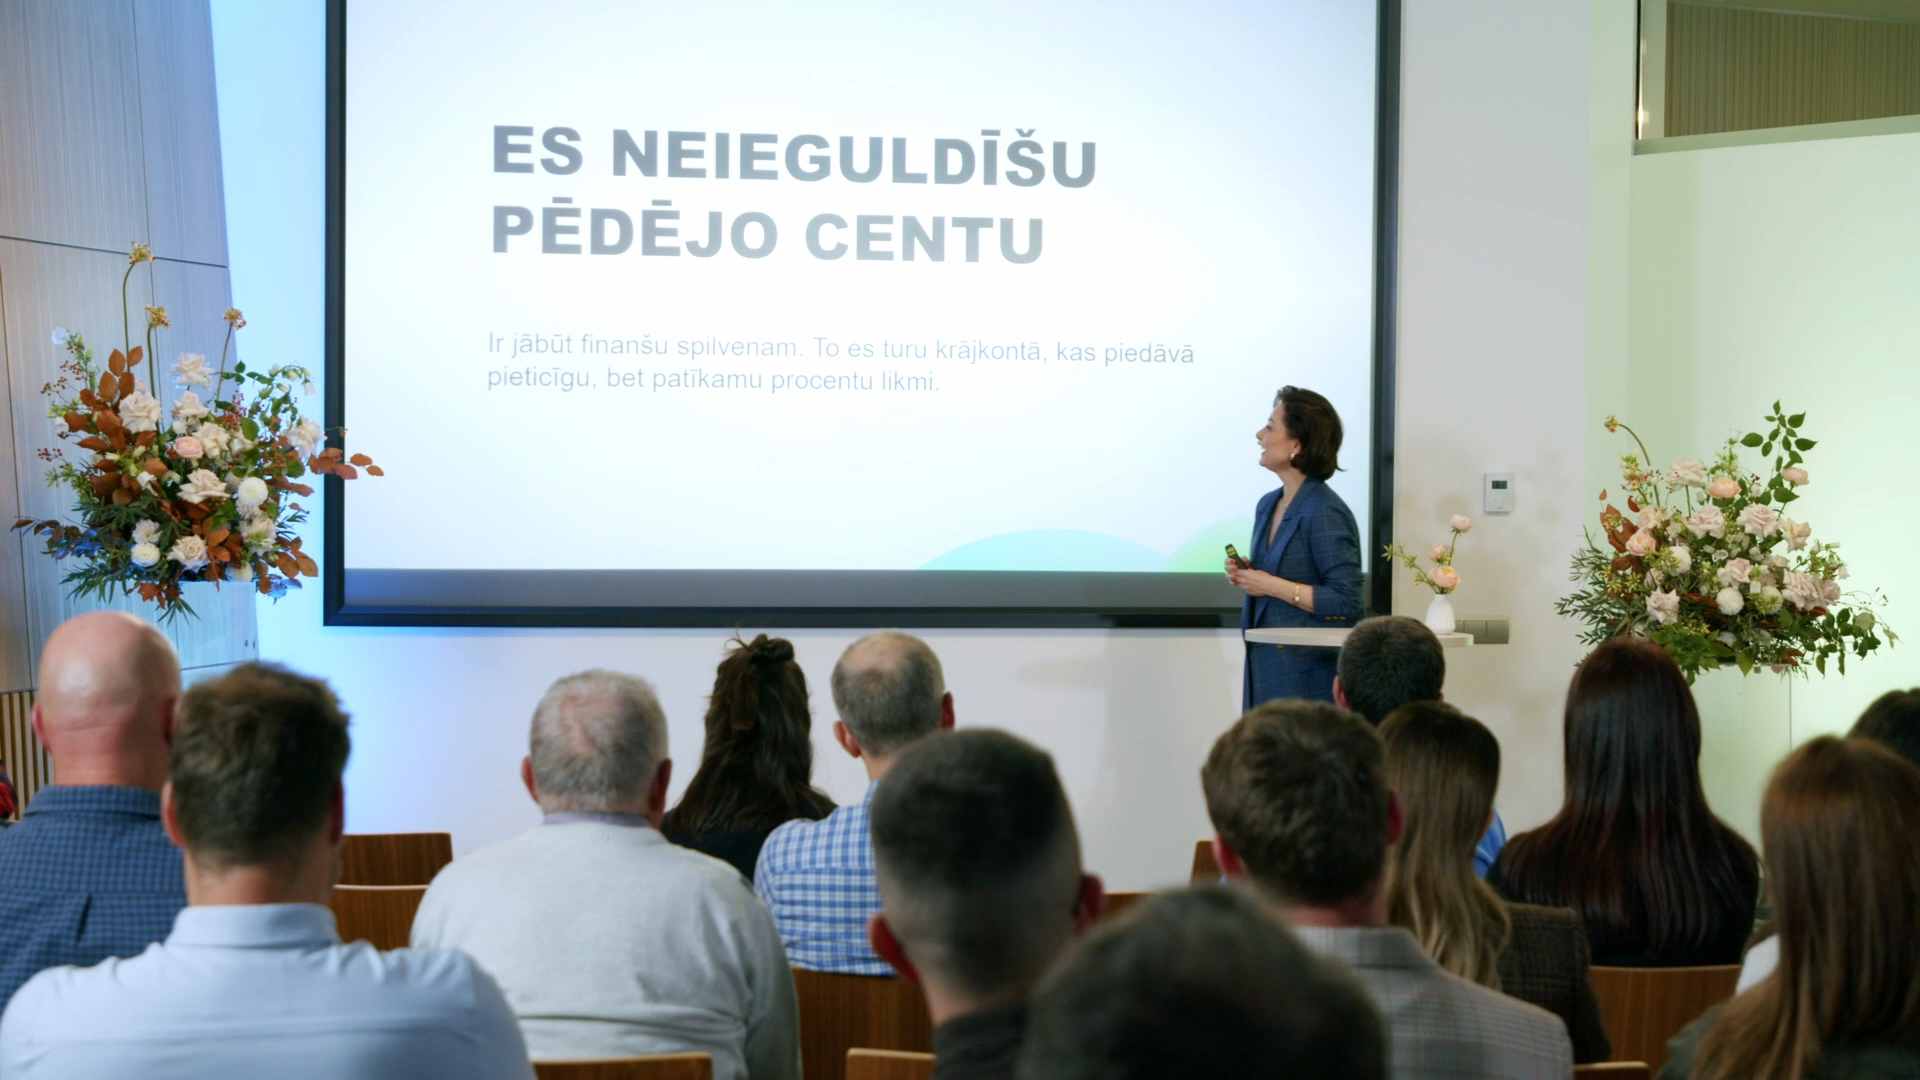 ES NEIEGULDĪŠU
PĒDĒJO CENTU
Ir jābūt finanšu spilvenam. To es turu krājkontā, kas piedāvā
pieticīgu, bet patīkamu procentu likmi.